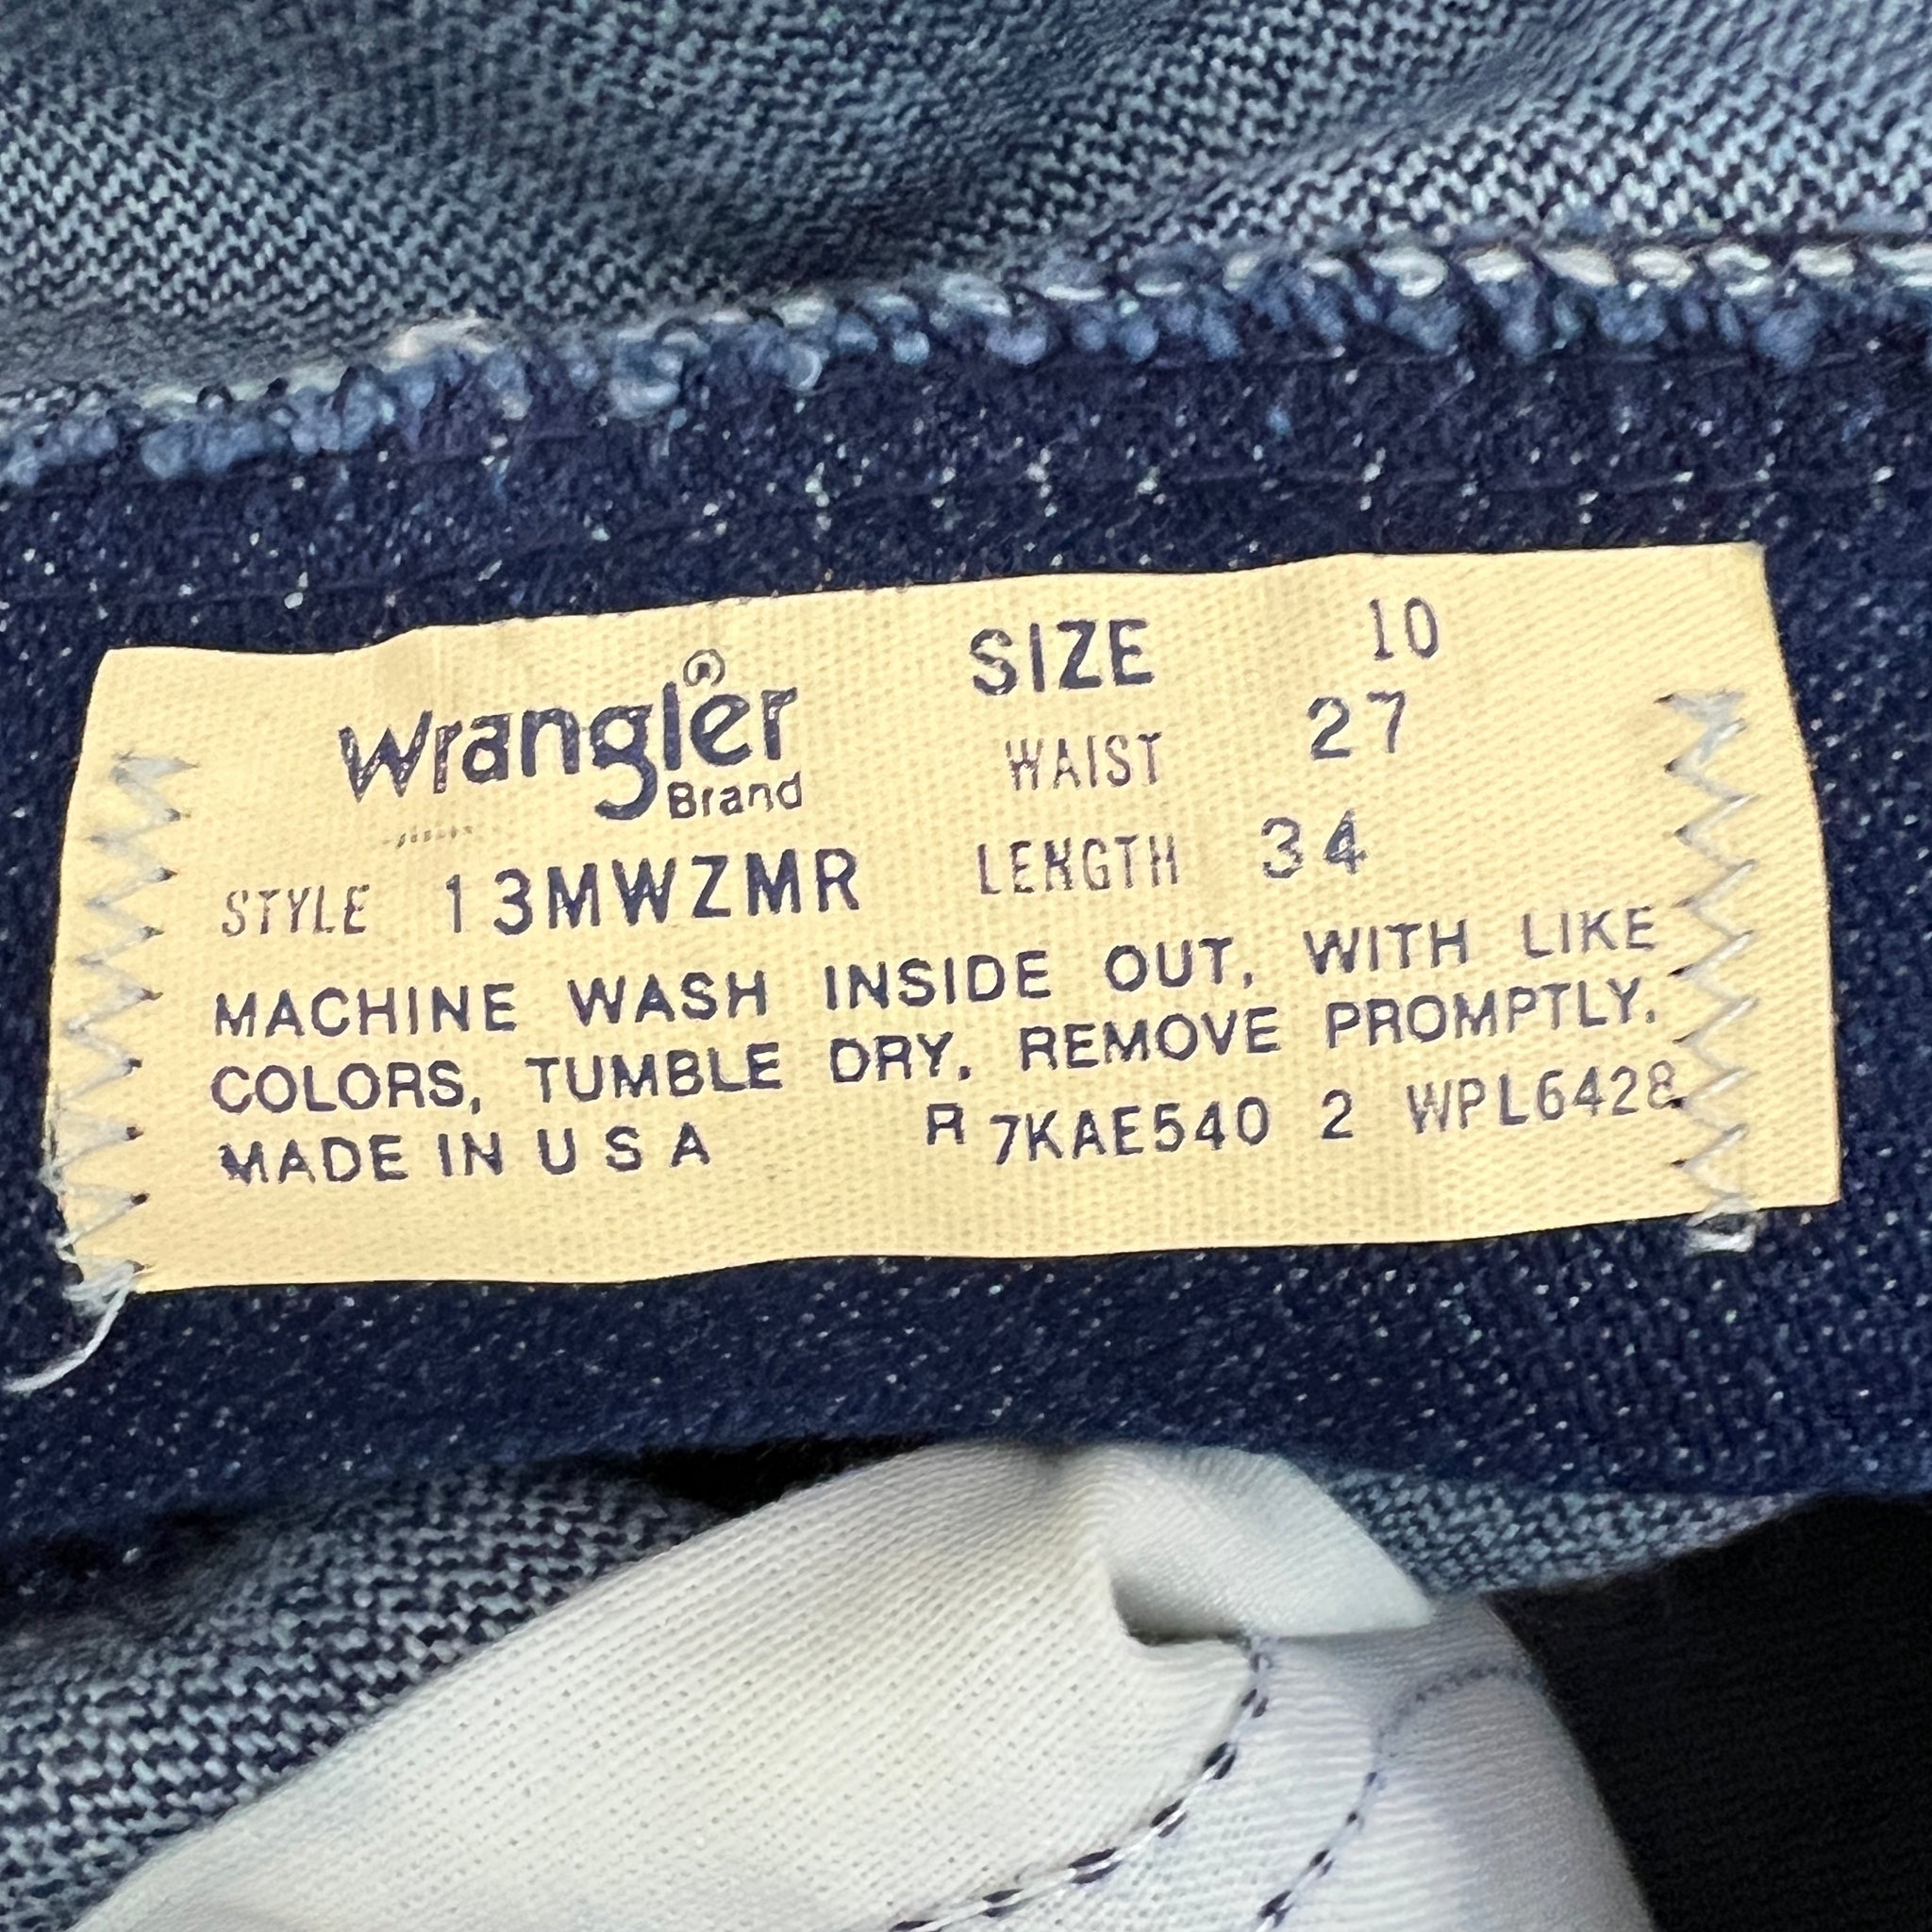 Wrangler®
Brand
SIZE 10
WAIST 27
STYLE 13MWZMR LENGTH 34
MACHINE WASH INSIDE OUT, WITH LIKE
COLORS, TUMBLE DRY, REMOVE PROMPTLY.
MADE IN U S A R 7KAE540 2 WPL6428